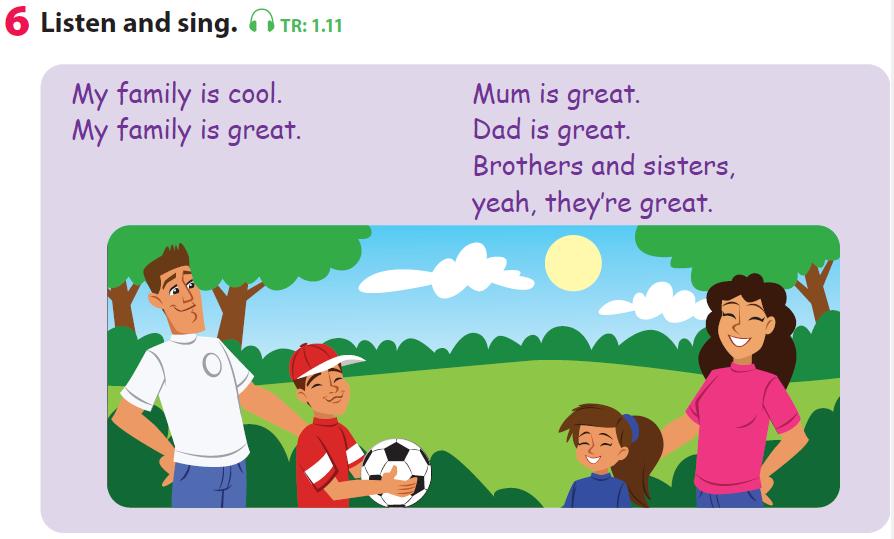 6 Listen and sing. TR: 1.11
My family is cool.
My family is great.
Mum is great.
Dad is great.
Brothers and sisters,
yeah, they're great.